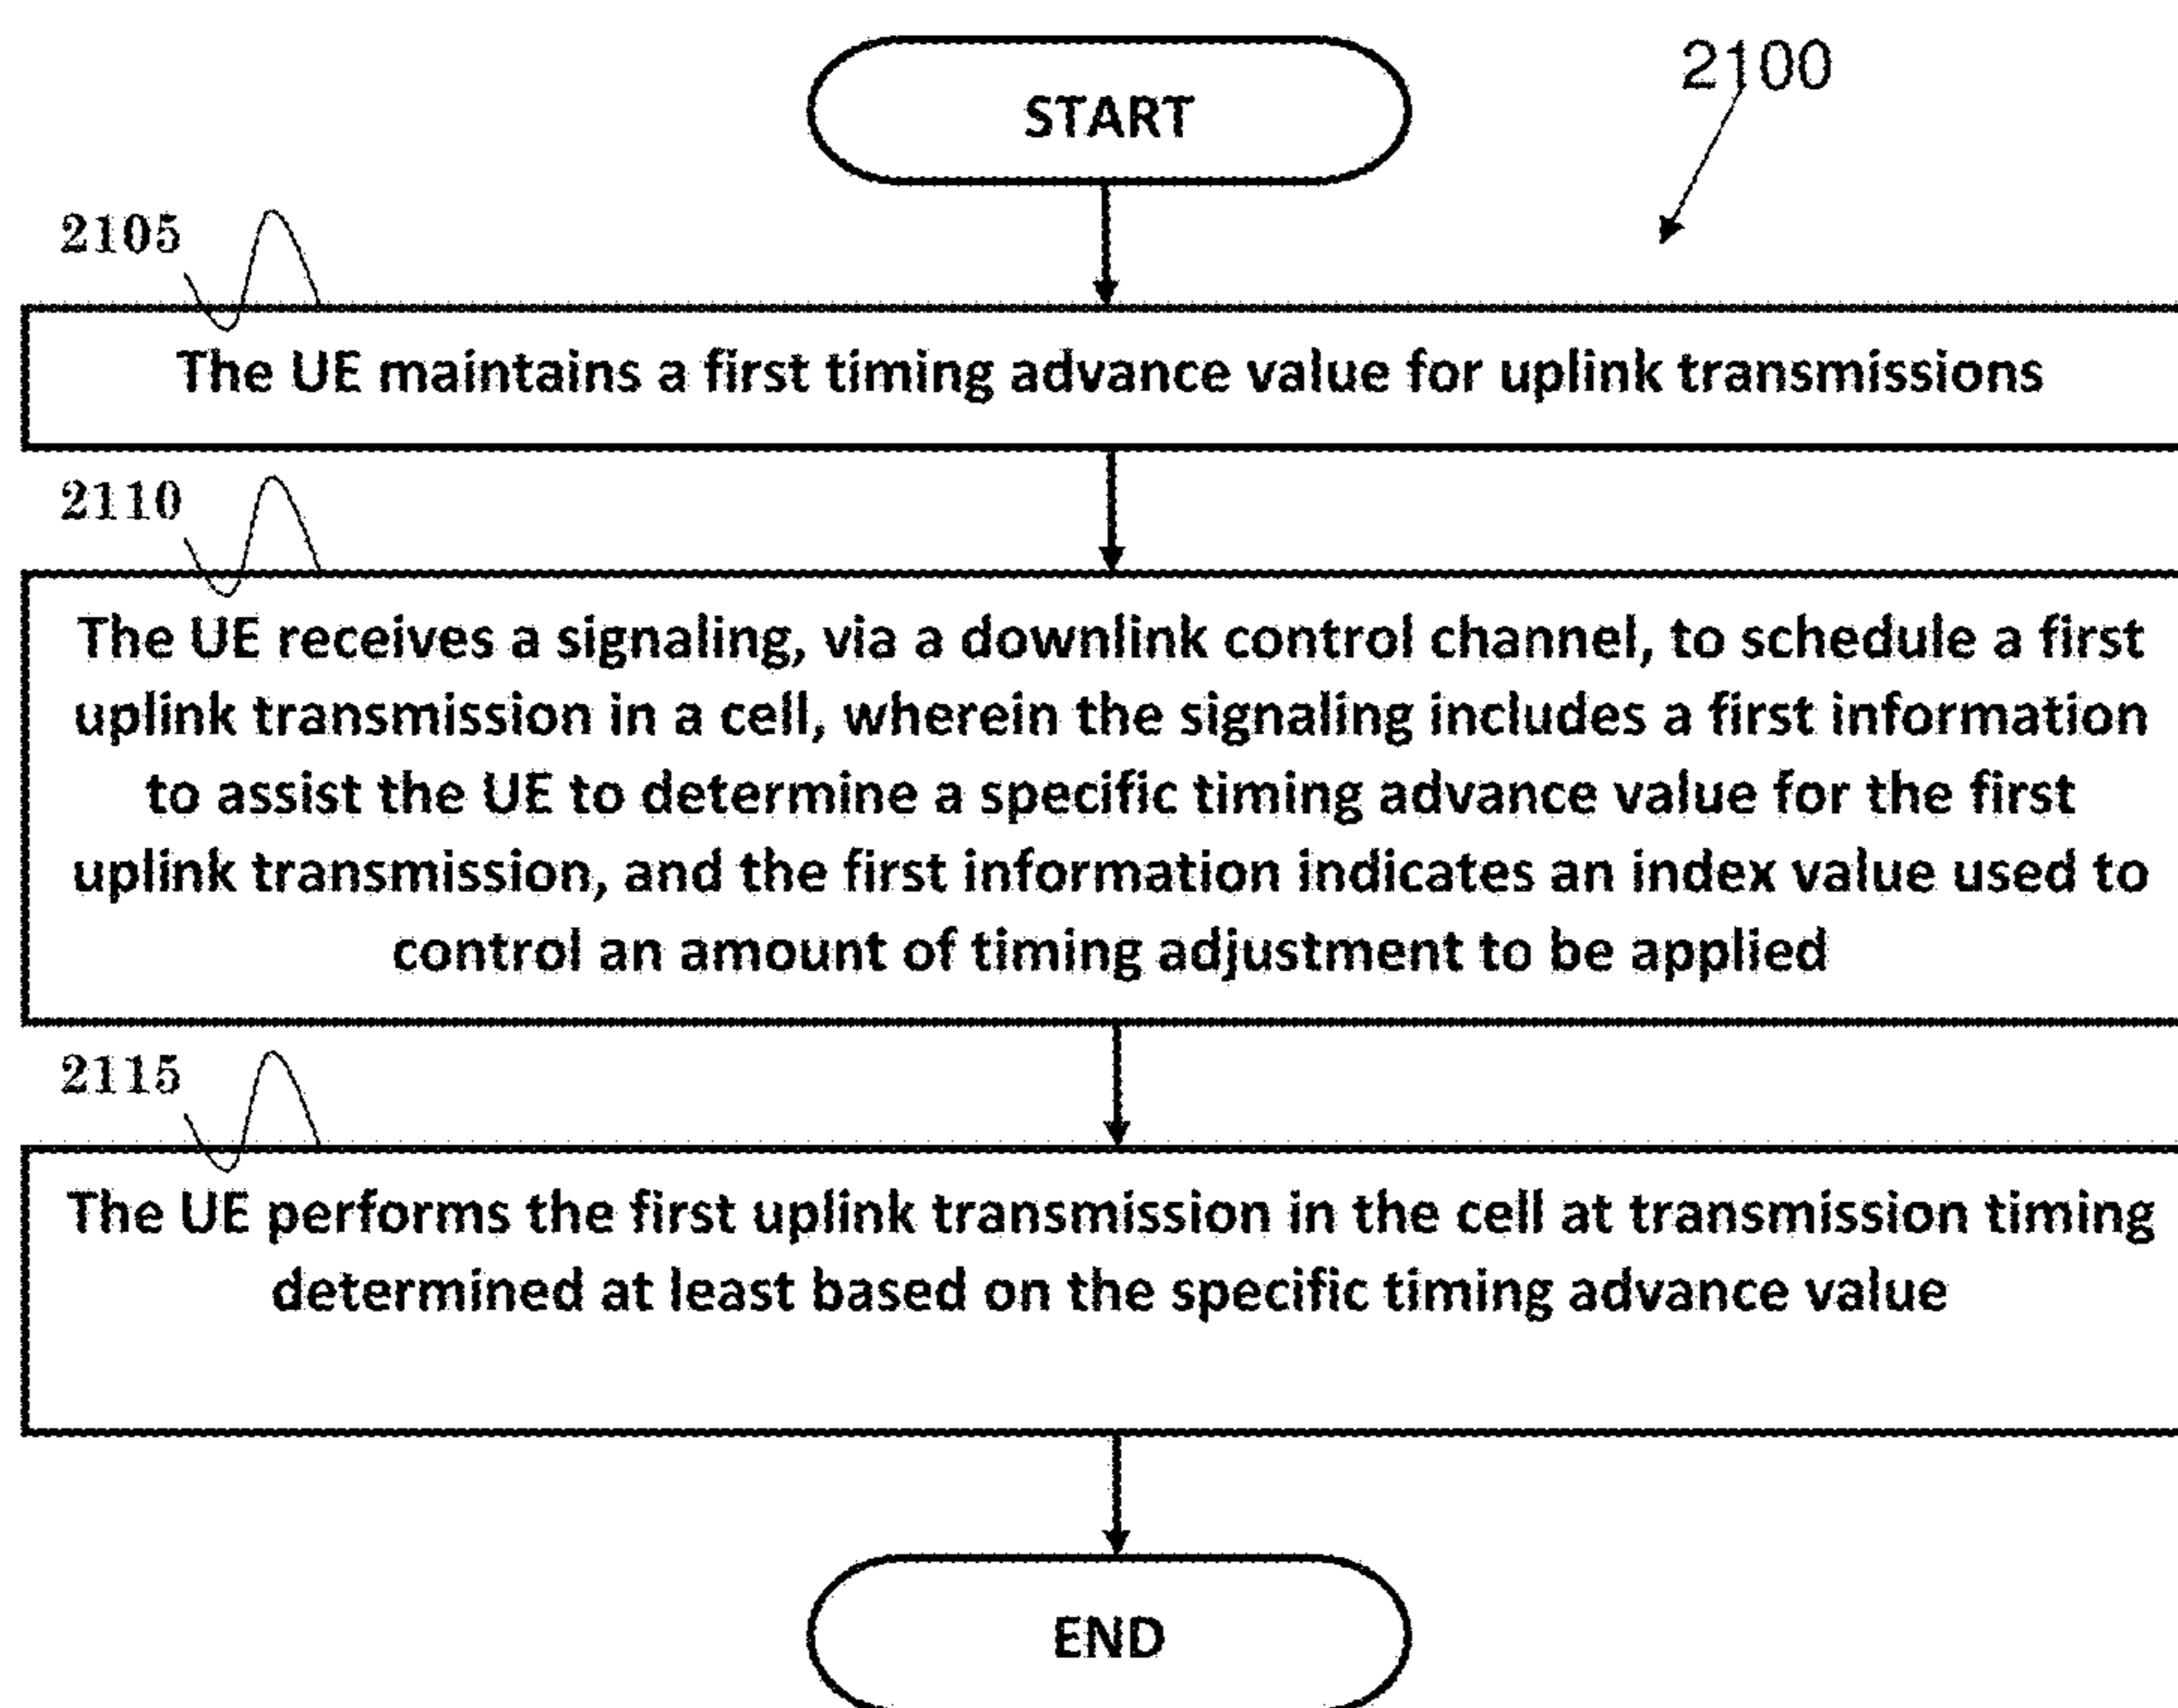 START
2100
2105
The UE maintains a first timing advance value for uplink transmissions
2110
The UE receives a signaling, via a downlink control channel, to schedule a first
uplink transmission in a cell, wherein the signaling includes a first information
to assist the UE to determine a specific timing advance value for the first
uplink transmission, and the first information indicates an index value used to
control an amount of timing adjustment to be applied
2115
The UE performs the first uplink transmission in the cell at transmission timing
determined at least based on the specific timing advance value
END